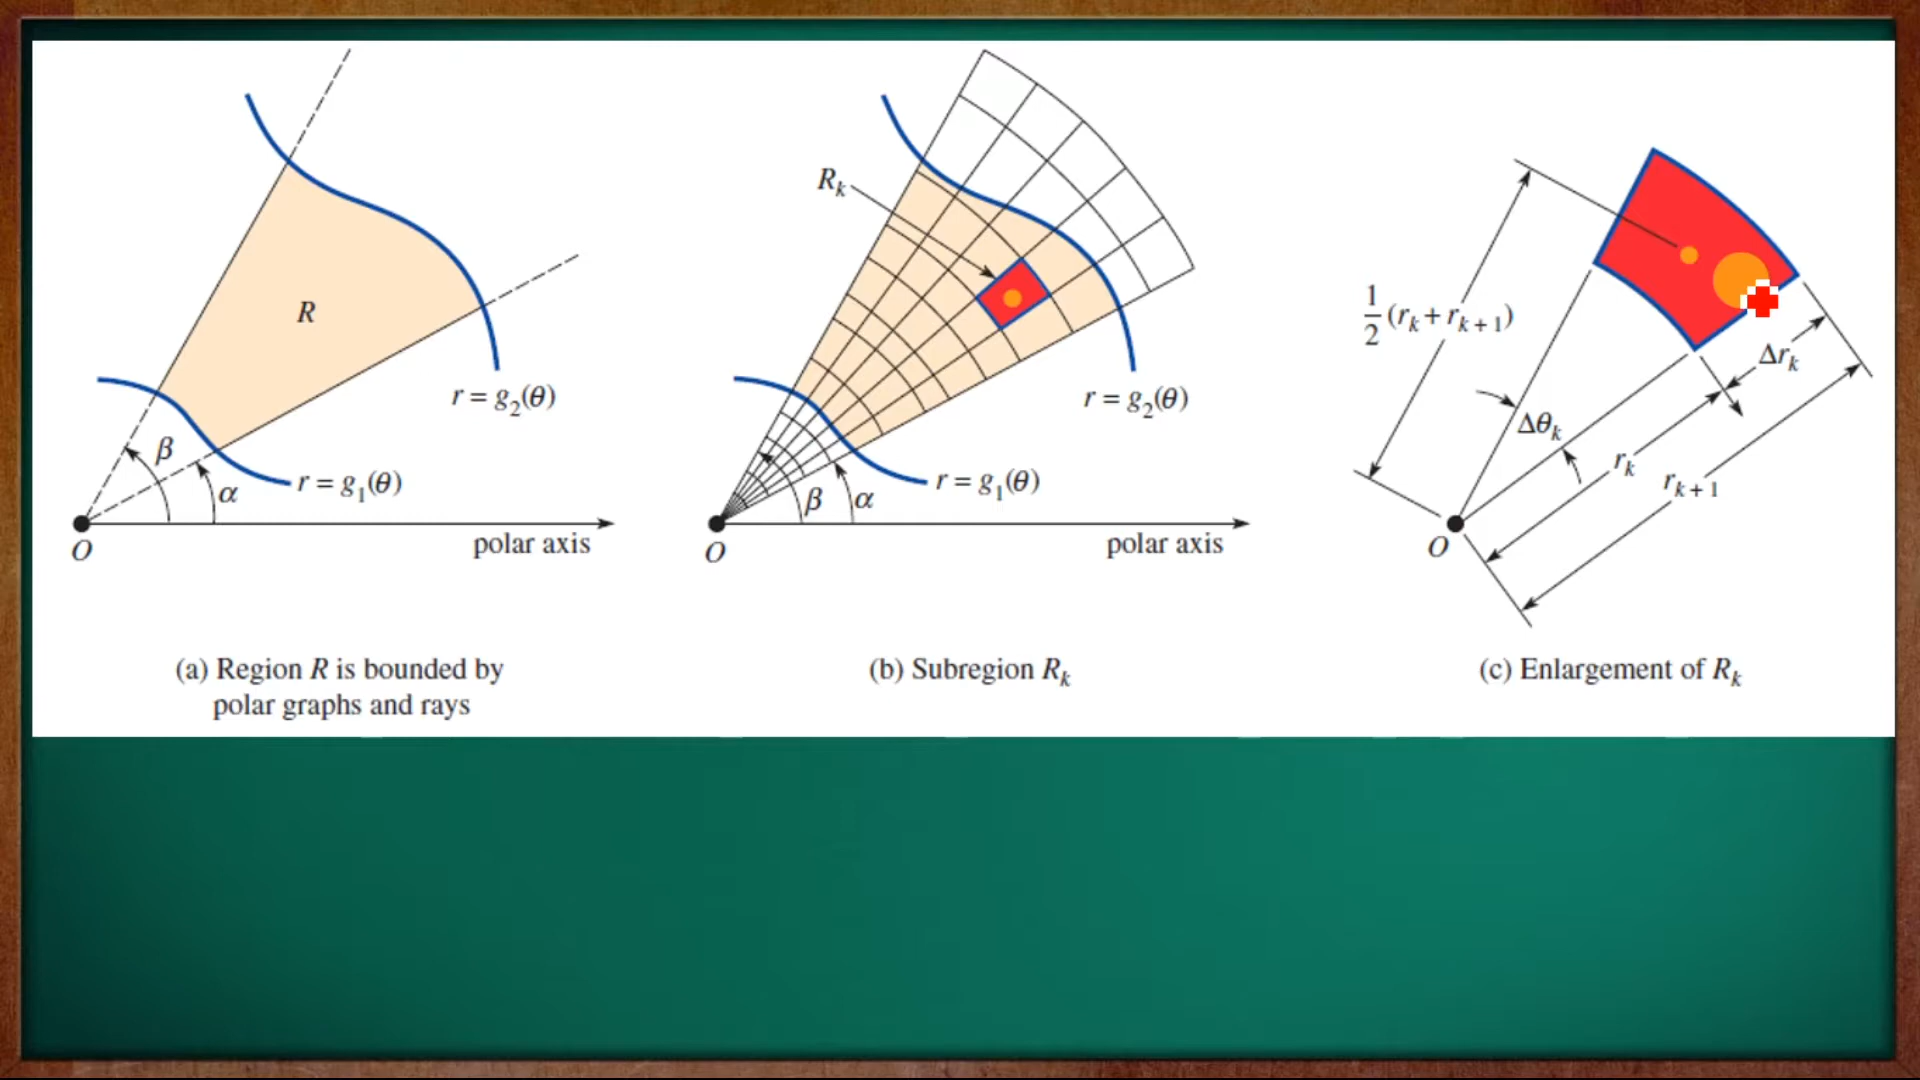 R
β
α
r = g₁(θ)
r = g₂(θ)
O
polar axis
(a) Region R is bounded by
polar graphs and rays
Rₖ
β
α
r = g₁(θ)
r = g₂(θ)
O
polar axis
(b) Subregion Rₖ
1/2 (rₖ + rₖ₊₁)
Δθₖ
Δrₖ
rₖ
rₖ₊₁
O
(c) Enlargement of Rₖ